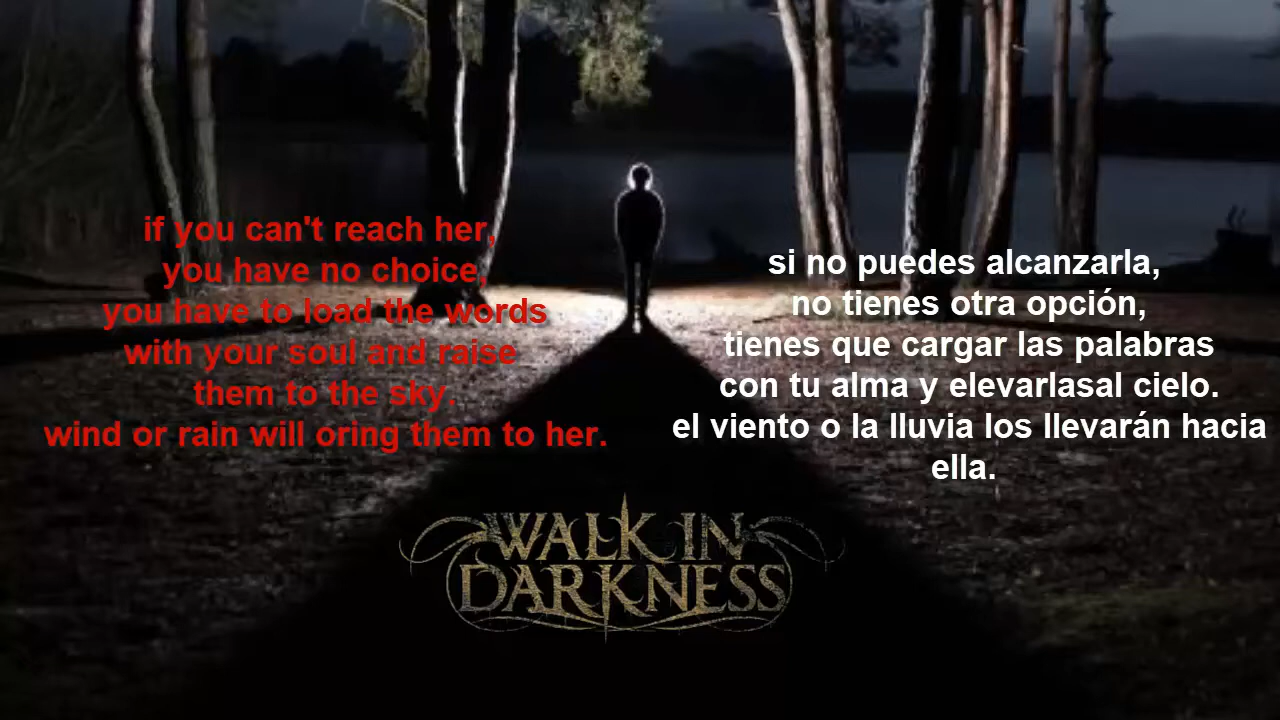 if you can't reach her,
you have no choice,
you have to load the words
with your soul and raise
them to the sky.
wind or rain will oring them to her.
si no puedes alcanzarla,
no tienes otra opción,
tienes que cargar las palabras
con tu alma y elevarlasal cielo.
el viento o la lluvia los llevarán hacia
ella.
WALK IN
DARKNESS